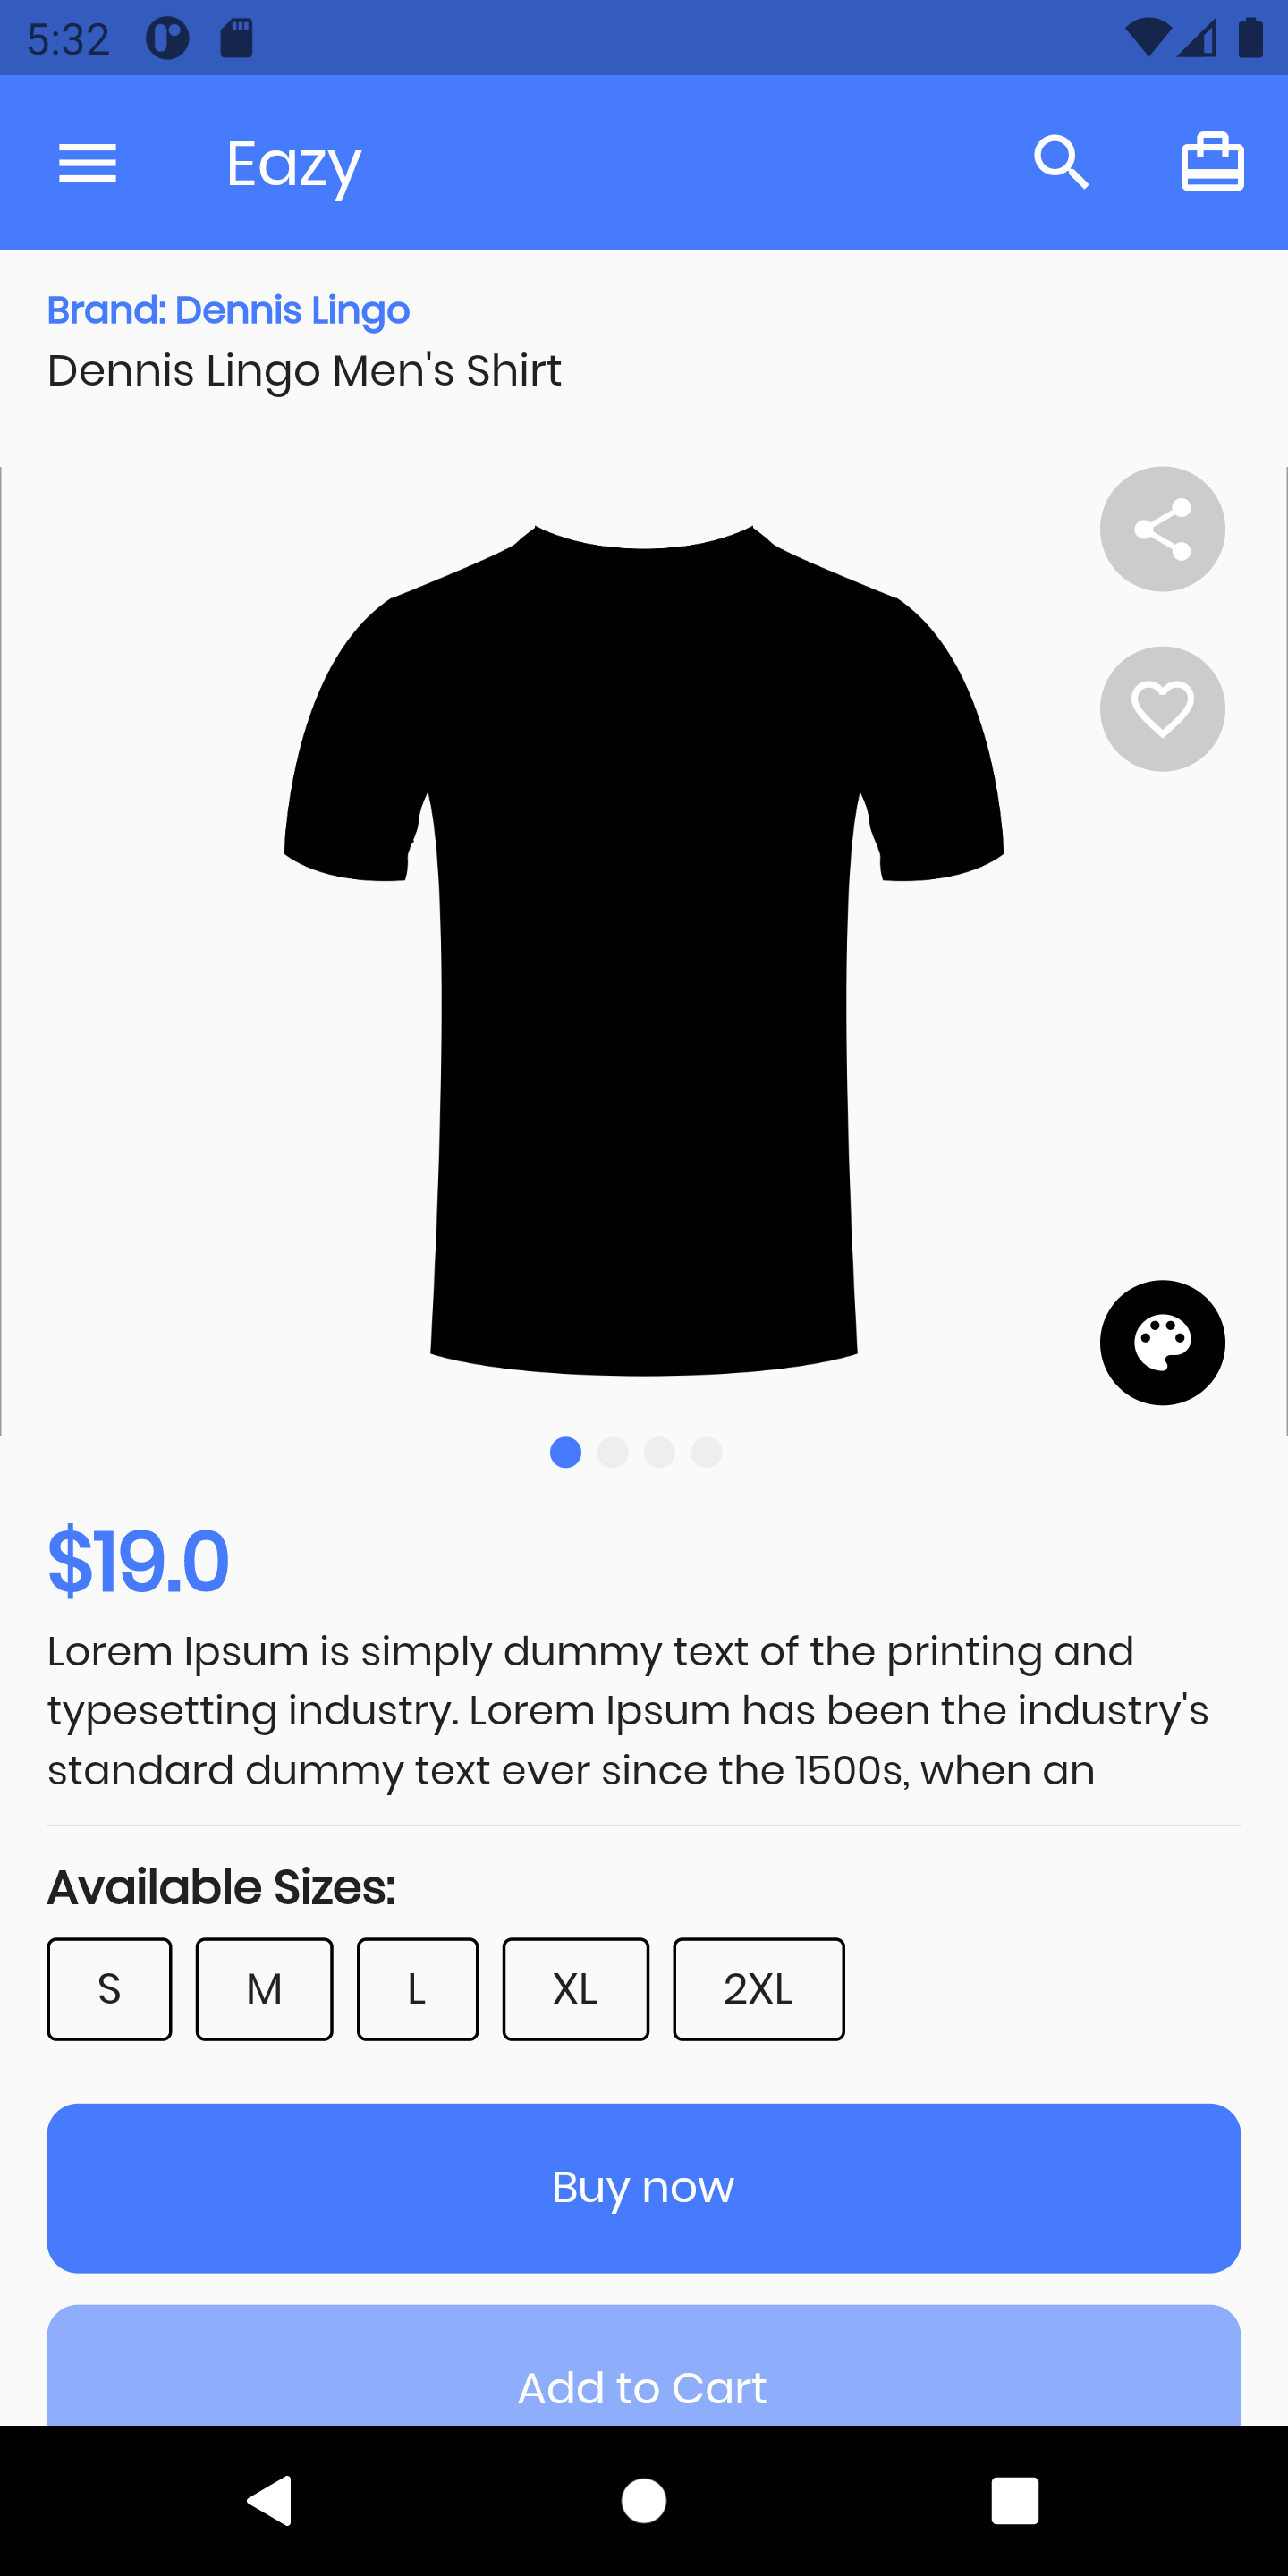 5:32
Eazy
Brand: Dennis Lingo
Dennis Lingo Men's Shirt
$19.0
Lorem Ipsum is simply dummy text of the printing and
typesetting industry. Lorem Ipsum has been the industry's
standard dummy text ever since the 1500s, when an
Available Sizes:
S M L XL 2XL
Buy now
Add to Cart